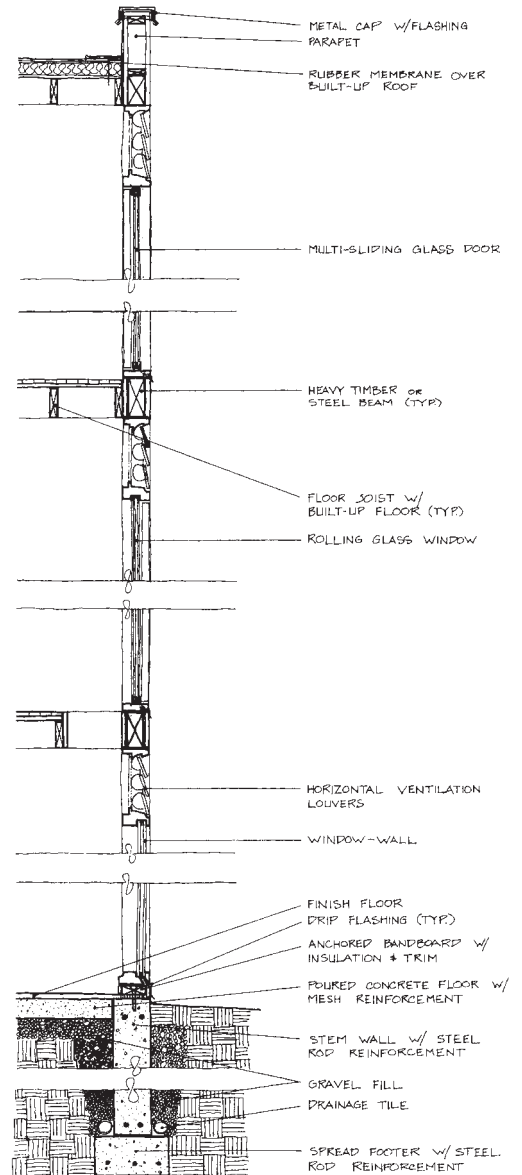 METAL CAP W/FLASHING
PARAPET
RUBBER MEMBRANE OVER
BUILT-UP ROOF
MULTI-SLIDING GLASS DOOR
HEAVY TIMBER OR
STEEL BEAM (TYP.)
FLOOR JOIST W/
BUILT-UP FLOOR (TYP.)
ROLLING GLASS WINDOW
HORIZONTAL VENTILATION
LOUVERS
WINDOW-WALL
FINISH FLOOR
DRIP FLASHING (TYP.)
ANCHORED BANDBOARD W/
INSULATION & TRIM
POURED CONCRETE FLOOR W/
MESH REINFORCEMENT
STEM WALL W/ STEEL
ROD REINFORCEMENT
GRAVEL FILL
DRAINAGE TILE
SPREAD FOOTER W/ STEEL
ROD REINFORCEMENT